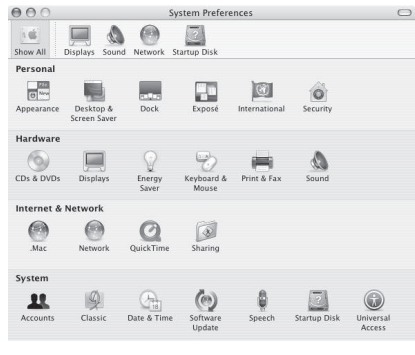 System Preferences
Show All Displays Sound Network Startup Disk
Personal
Appearance Desktop & Screen Saver Dock Exposé International Security
Hardware
CDs & DVDs Displays Energy Saver Keyboard & Mouse Print & Fax Sound
Internet & Network
.Mac Network QuickTime Sharing
System
Accounts Classic Date & Time Software Update Speech Startup Disk Universal Access